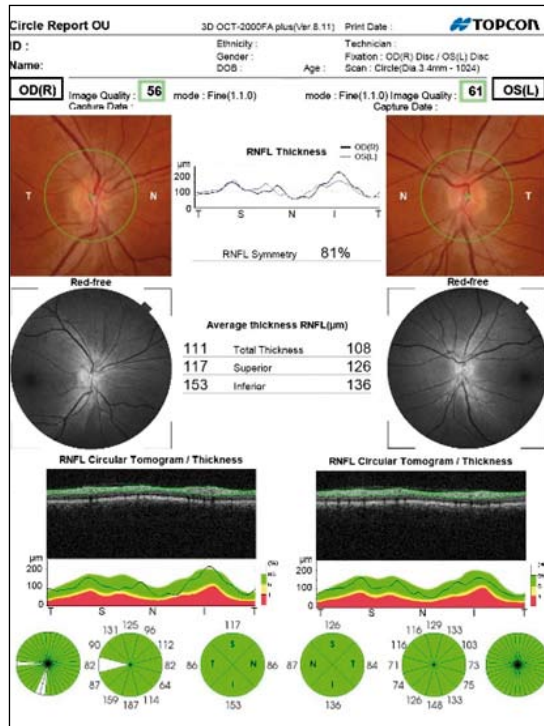 Circle Report OU
3D OCT-2000FA plus(Ver 8.11) Print Date :
TOPCON
ID :
Ethnicity :
Technician :
Gender :
Fixation : OD(R) Disc / OS(L) Disc
Name:
DOB :
Age :
Scan : Circle(Dia.3.4mm - 1024)
OD(R)
Image Quality : 56 mode : Fine(1.1.0)
mode : Fine(1.1.0) Image Quality : 61
OS(L)
Capture Date :
Capture Date :
RNFL Thickness
OD(R)
OS(L)
μm
200
100
0
T S N I T
T N
N T
RNFL Symmetry 81%
Red-free
Red-free
Average thickness RNFL(μm)
111 Total Thickness 108
117 Superior 126
153 Inferior 136
RNFL Circular Tomogram / Thickness
RNFL Circular Tomogram / Thickness
μm
200
100
0
T S N I T
μm
200
100
0
T S N I T
131 125 96
90 112
82 82
87 64
159 187 114
117
86 T S N I 86
153
126
87 T S N I 84
136
116 129 133
116 103
71 73
74 75
126 148 133